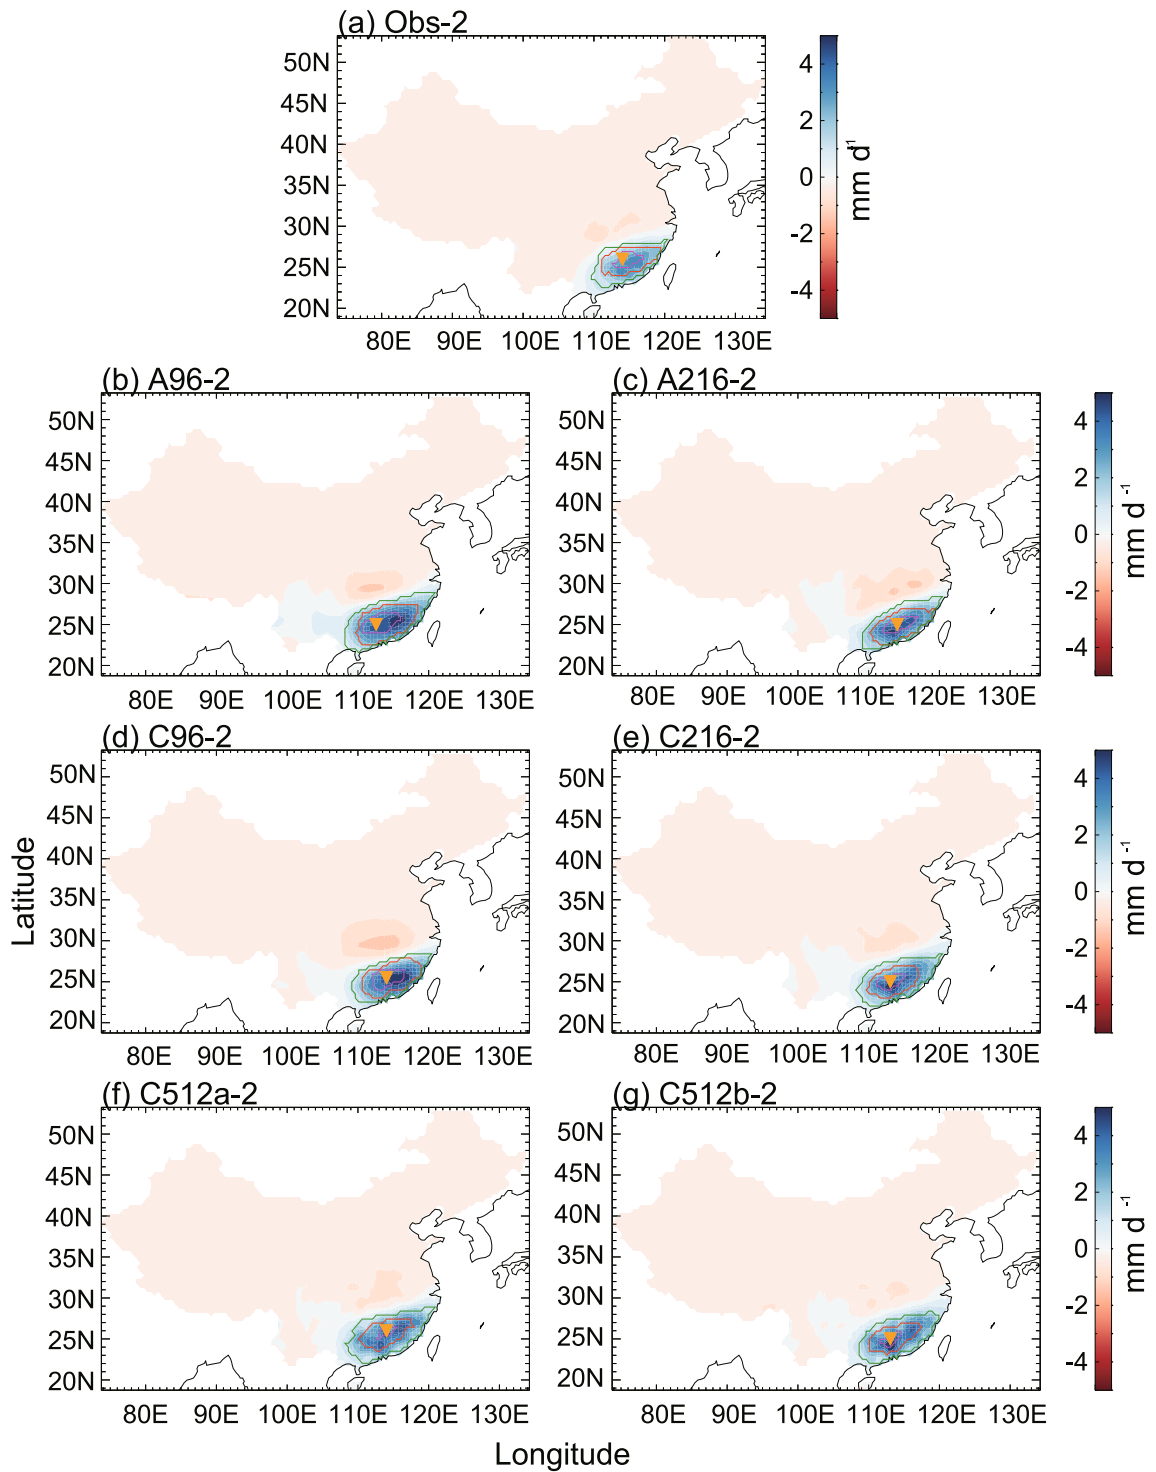 (a) Obs-2
50N
45N
40N
35N
30N
25N
20N
80E 90E 100E 110E 120E 130E
4
2
0
-2
-4
mm d¹
(b) A96-2
50N
45N
40N
35N
30N
25N
20N
80E 90E 100E 110E 120E 130E
(c) A216-2
50N
45N
40N
35N
30N
25N
20N
80E 90E 100E 110E 120E 130E
4
2
0
-2
-4
mm d⁻¹
(d) C96-2
50N
45N
40N
35N
30N
25N
20N
80E 90E 100E 110E 120E 130E
(e) C216-2
50N
45N
40N
35N
30N
25N
20N
80E 90E 100E 110E 120E 130E
4
2
0
-2
-4
mm d⁻¹
Latitude
(f) C512a-2
50N
45N
40N
35N
30N
25N
20N
80E 90E 100E 110E 120E 130E
(g) C512b-2
50N
45N
40N
35N
30N
25N
20N
80E 90E 100E 110E 120E 130E
4
2
0
-2
-4
mm d⁻¹
Longitude